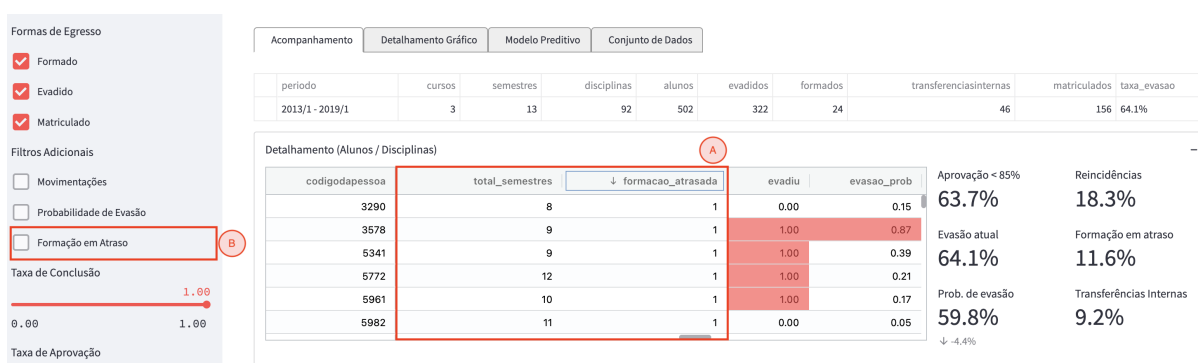 Formas de Egresso
Formado
Evadido
Matriculado
Filtros Adicionais
Movimentações
Probabilidade de Evasão
Formação em Atraso
B
Taxa de Conclusão
1.00
0.00 1.00
Taxa de Aprovação
Acompanhamento Detalhamento Gráfico Modelo Preditivo Conjunto de Dados
periodo cursos semestres disciplinas alunos evadidos formados transferenciasinternas matriculados taxa_evasao
2013/1 - 2019/1 3 13 92 502 322 24 46 156 64.1%
Detalhamento (Alunos / Disciplinas)
A
−
codigodapessoa total_semestres ↓ formacao_atrasada evadiu evasao_prob
3290 8 1 0.00 0.15
3578 9 1 1.00 0.87
5341 9 1 1.00 0.39
5772 12 1 1.00 0.21
5961 10 1 1.00 0.17
5982 11 1 0.00 0.05
Aprovação < 85% Reincidências
63.7% 18.3%
Evasão atual Formação em atraso
64.1% 11.6%
Prob. de evasão Transferências Internas
59.8% 9.2%
↓ -4.4%